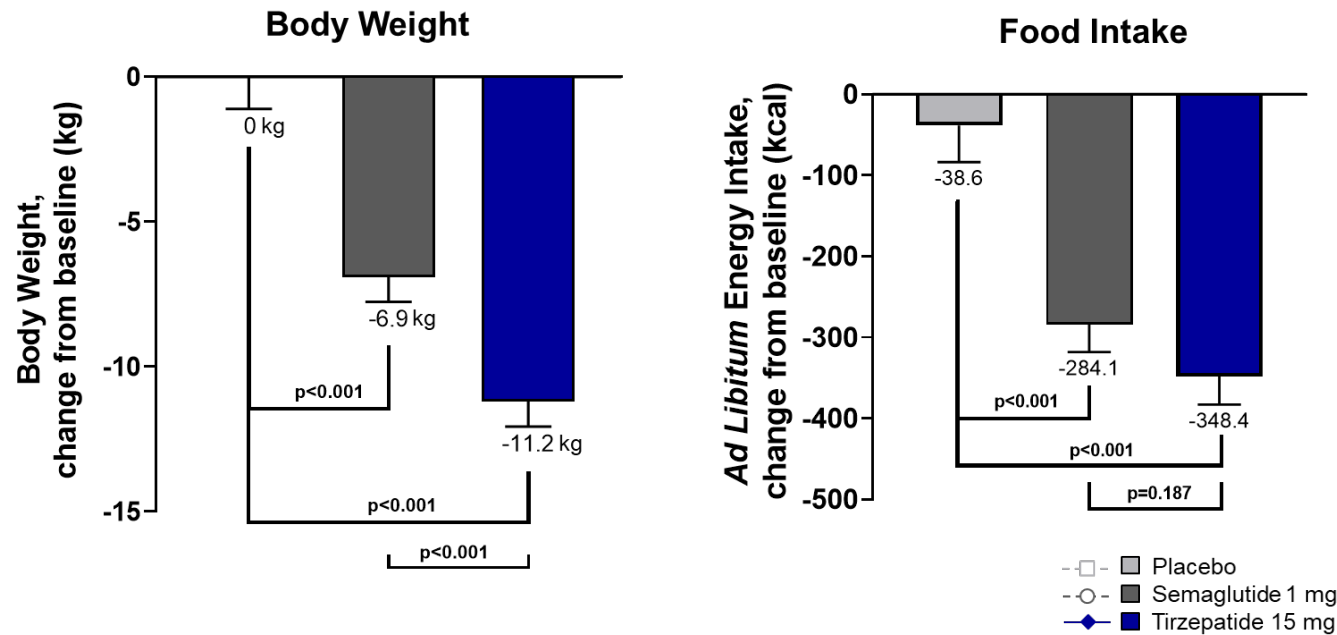 Body Weight
Body Weight,
change from baseline (kg)
0
-5
-10
-15
0 kg
-6.9 kg
-11.2 kg
p<0.001
p<0.001
p<0.001
Food Intake
Ad Libitum Energy Intake,
change from baseline (kcal)
0
-100
-200
-300
-400
-500
-38.6
-284.1
-348.4
p<0.001
p<0.001
p=0.187
Placebo
Semaglutide 1 mg
Tirzepatide 15 mg